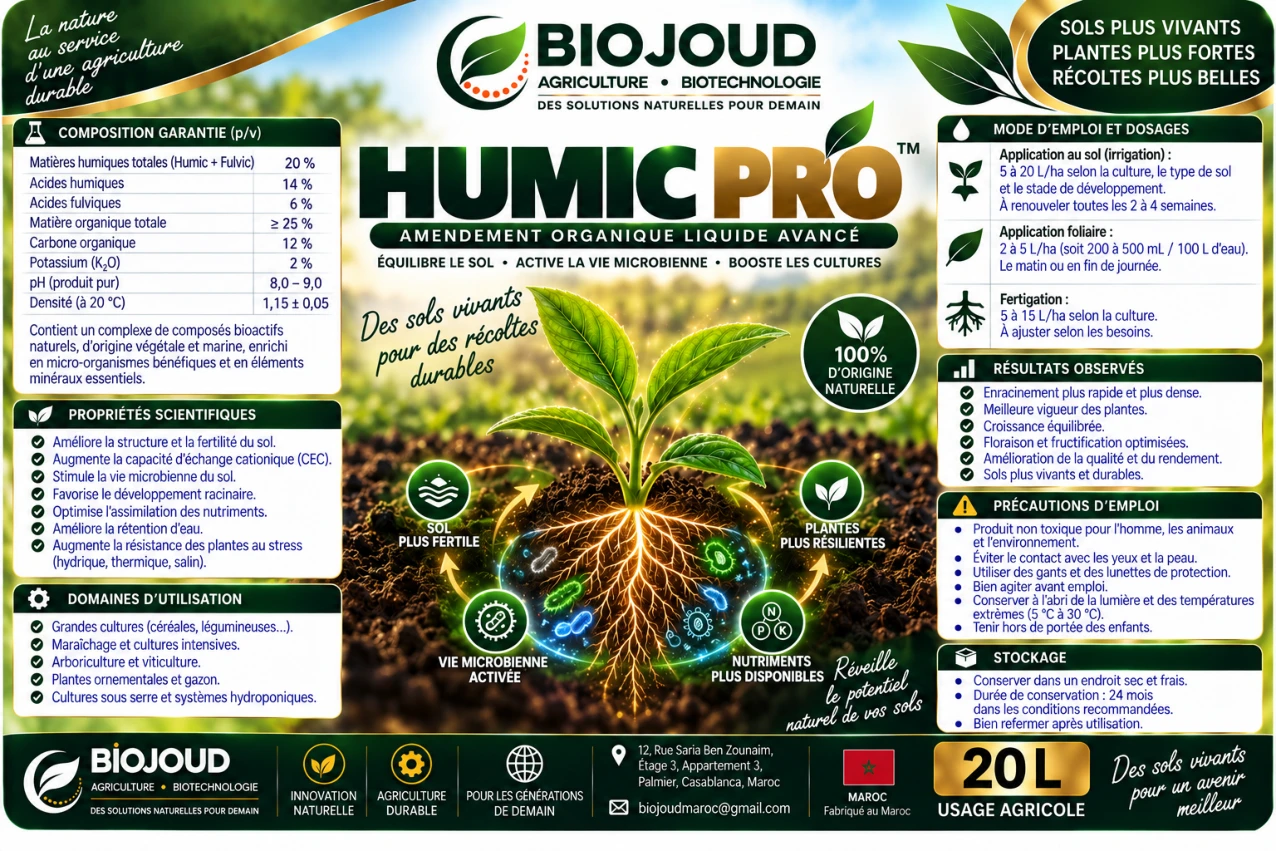 La nature
au service
d'une agriculture
durable
BIOJOUD
AGRICULTURE • BIOTECHNOLOGIE
DES SOLUTIONS NATURELLES POUR DEMAIN
SOLS PLUS VIVANTS
PLANTES PLUS FORTES
RÉCOLTES PLUS BELLES
HUMIC PRO™
AMENDEMENT ORGANIQUE LIQUIDE AVANCÉ
ÉQUILIBRE LE SOL • ACTIVE LA VIE MICROBIENNE • BOOSTE LES CULTURES
COMPOSITION GARANTIE (p/v)
Matières humiques totales (Humic + Fulvic) 20 %
Acides humiques 14 %
Acides fulviques 6 %
Matière organique totale ≥ 25 %
Carbone organique 12 %
Potassium (K₂O) 2 %
pH (produit pur) 8,0 – 9,0
Densité (à 20 °C) 1,15 ± 0,05
Contient un complexe de composés bioactifs
naturels, d'origine végétale et marine, enrichi
en micro-organismes bénéfiques et en éléments
minéraux essentiels.
PROPRIÉTÉS SCIENTIFIQUES
Améliore la structure et la fertilité du sol.
Augmente la capacité d'échange cationique (CEC).
Stimule la vie microbienne du sol.
Favorise le développement racinaire.
Optimise l'assimilation des nutriments.
Améliore la rétention d'eau.
Augmente la résistance des plantes au stress
(hydrique, thermique, salin).
DOMAINES D'UTILISATION
Grandes cultures (céréales, légumineuses...).
Maraîchage et cultures intensives.
Arboriculture et viticulture.
Plantes ornementales et gazon.
Cultures sous serre et systèmes hydroponiques.
Des sols vivants
pour des récoltes
durables
100%
D'ORIGINE
NATURELLE
SOL
PLUS FERTILE
PLANTES
PLUS RÉSILIENTES
VIE MICROBIENNE
ACTIVÉE
N
P K
NUTRIMENTS
PLUS DISPONIBLES
Réveille
le potentiel
naturel de vos sols
MODE D'EMPLOI ET DOSAGES
Application au sol (irrigation) :
5 à 20 L/ha selon la culture, le type de sol
et le stade de développement.
À renouveler toutes les 2 à 4 semaines.
Application foliaire :
2 à 5 L/ha (soit 200 à 500 mL / 100 L d'eau).
Le matin ou en fin de journée.
Fertigation :
5 à 15 L/ha selon la culture.
À ajuster selon les besoins.
RÉSULTATS OBSERVÉS
Enracinement plus rapide et plus dense.
Meilleure vigueur des plantes.
Croissance équilibrée.
Floraison et fructification optimisées.
Amélioration de la qualité et du rendement.
Sols plus vivants et durables.
PRÉCAUTIONS D'EMPLOI
Produit non toxique pour l'homme, les animaux
et l'environnement.
Éviter le contact avec les yeux et la peau.
Utiliser des gants et des lunettes de protection.
Bien agiter avant emploi.
Conserver à l'abri de la lumière et des températures
extrêmes (5 °C à 30 °C).
Tenir hors de portée des enfants.
STOCKAGE
Conserver dans un endroit sec et frais.
Durée de conservation : 24 mois
dans les conditions recommandées.
Bien refermer après utilisation.
BIOJOUD
AGRICULTURE • BIOTECHNOLOGIE
DES SOLUTIONS NATURELLES POUR DEMAIN
INNOVATION
NATURELLE
AGRICULTURE
DURABLE
POUR LES GÉNÉRATIONS
DE DEMAIN
12, Rue Saria Ben Zounaim,
Étage 3, Appartement 3,
Palmier, Casablanca, Maroc
biojoudmaroc@gmail.com
MAROC
Fabriqué au Maroc
20 L
USAGE AGRICOLE
Des sols vivants
pour un avenir
meilleur